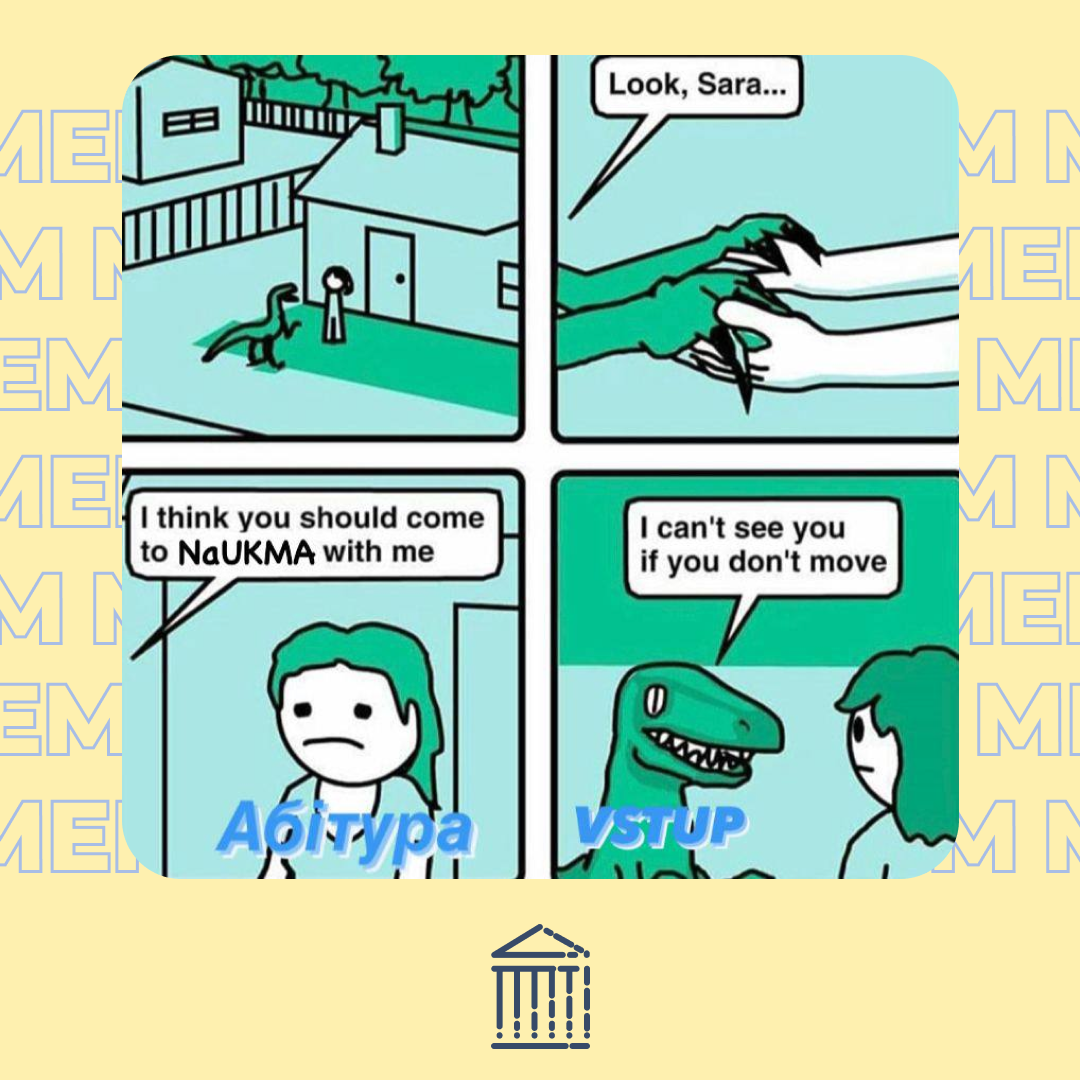 Look, Sara...
I think you should come
to NaUKMA with me
I can't see you
if you don't move
Абітура
VSTUP